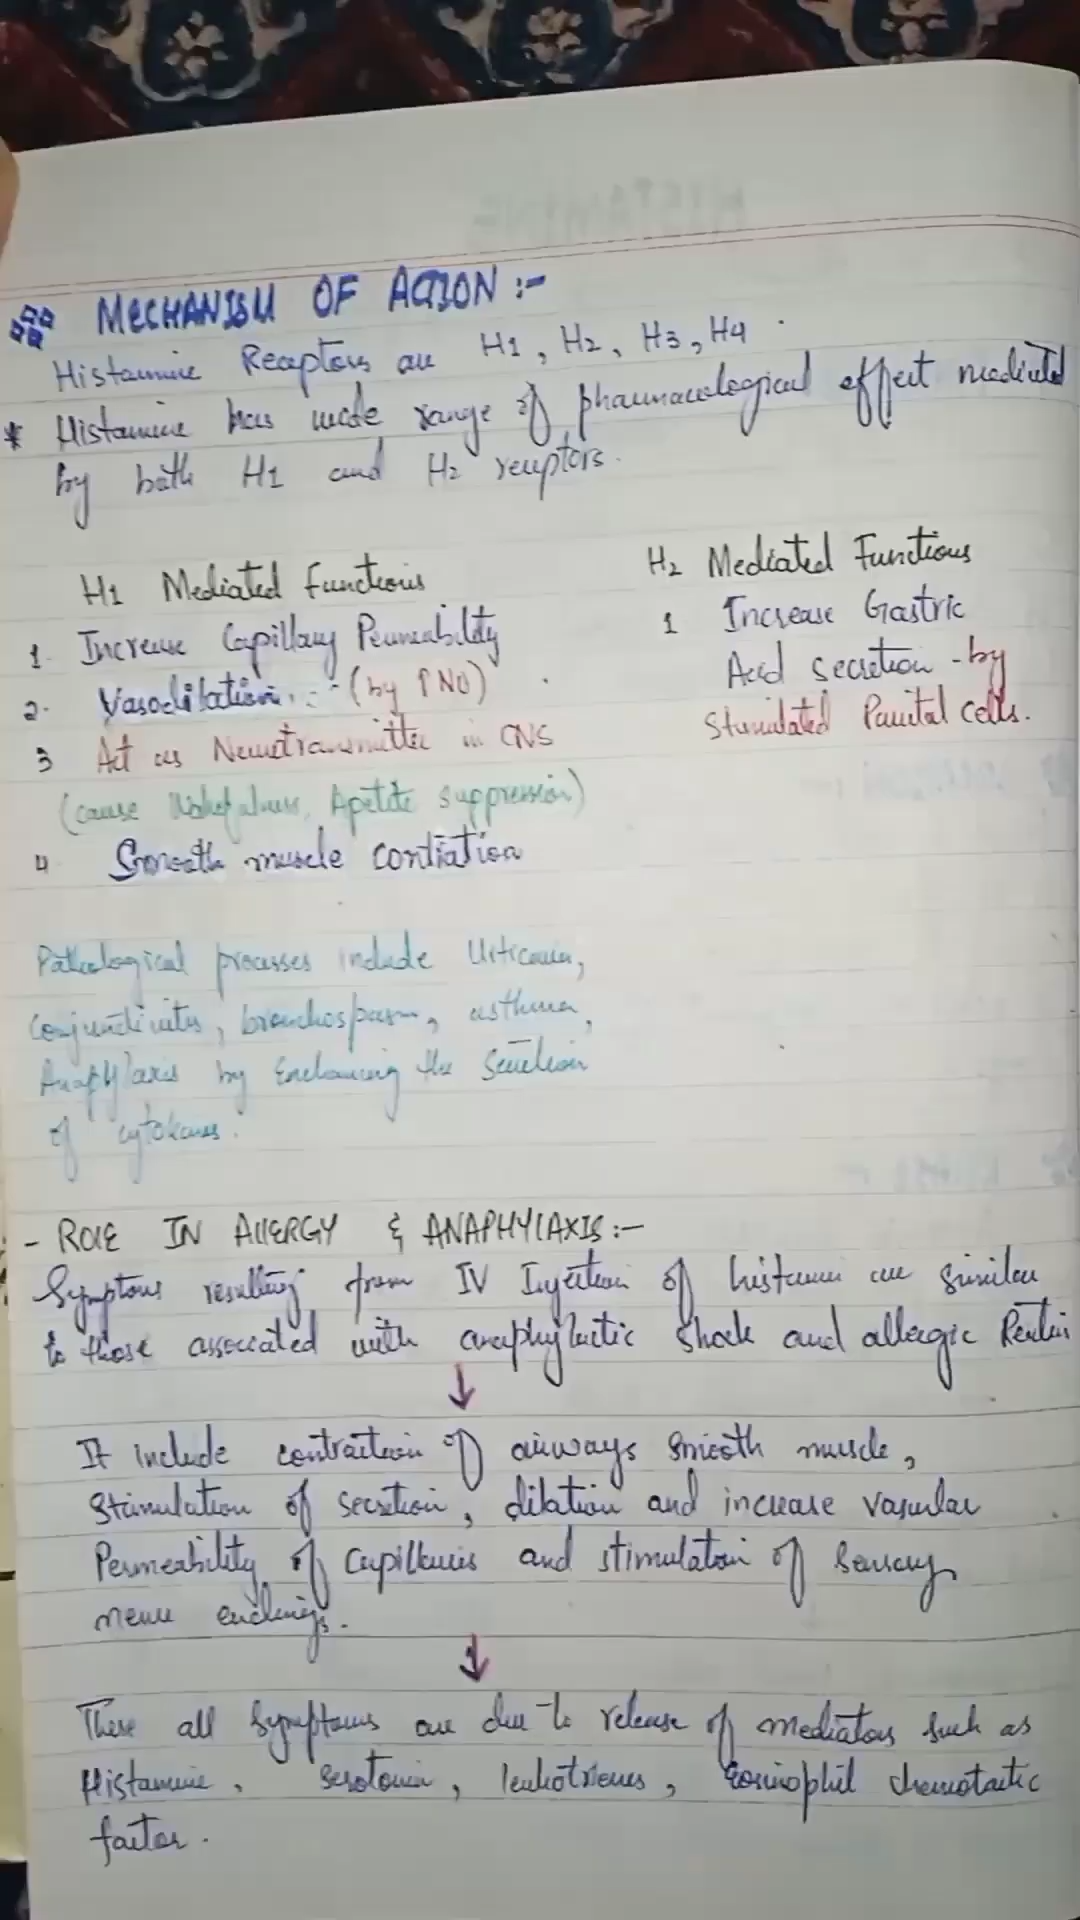 MECHANISM OF ACTION :-
Histamine Receptors are H1, H2, H3, H4.
* Histamine has wide range of pharmacological effect mediated
by both H1 and H2 receptors.
H1 Mediated Functions
1. Increase Capillary Permeability
2. Vasodilation :- (by ↑NO)
3 Act as Neurotransmitter in CNS
(cause Wakefulness, Apetite suppression)
4 Smooth muscle contiation
H2 Mediated Functions
1 Increase Gastric
Acid secretion - by
Stimulated Parital cells.
Pathological processes include Urticaria,
Conjunctivitis, bronchospasm, asthma,
Anaphylaxis by Enchancing the Secretion
of cytokines.
- ROLE IN AllERGY & ANAPHYLAXIS :-
Symptoms resulting from IV Injection of histamine are similar
to those associated with anaphylactic shock and allergic
↓
It include contraction of airways smooth muscle,
Stimulation of secretion, dilation and increase vascular
Permeability of Capillaries and stimulation of Sensory
nerve endings.
↓
These all symptoms are due to release of mediators such as
Histamine, serotonin, leukotrienes, Eosinophil chemotactic
factor.